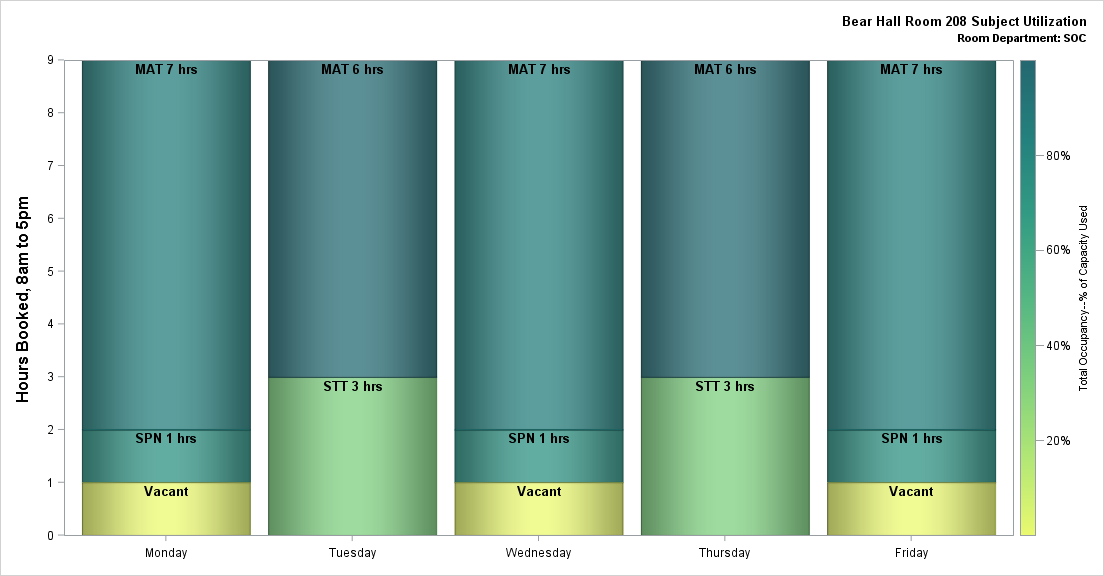 Bear Hall Room 208 Subject Utilization
Room Department: SOC
Hours Booked, 8am to 5pm
9
8
7
6
5
4
3
2
1
0
MAT 7 hrs
SPN 1 hrs
Vacant
MAT 6 hrs
STT 3 hrs
MAT 7 hrs
SPN 1 hrs
Vacant
MAT 6 hrs
STT 3 hrs
MAT 7 hrs
SPN 1 hrs
Vacant
Monday
Tuesday
Wednesday
Thursday
Friday
80%
60%
40%
20%
Total Occupancy--% of Capacity Used